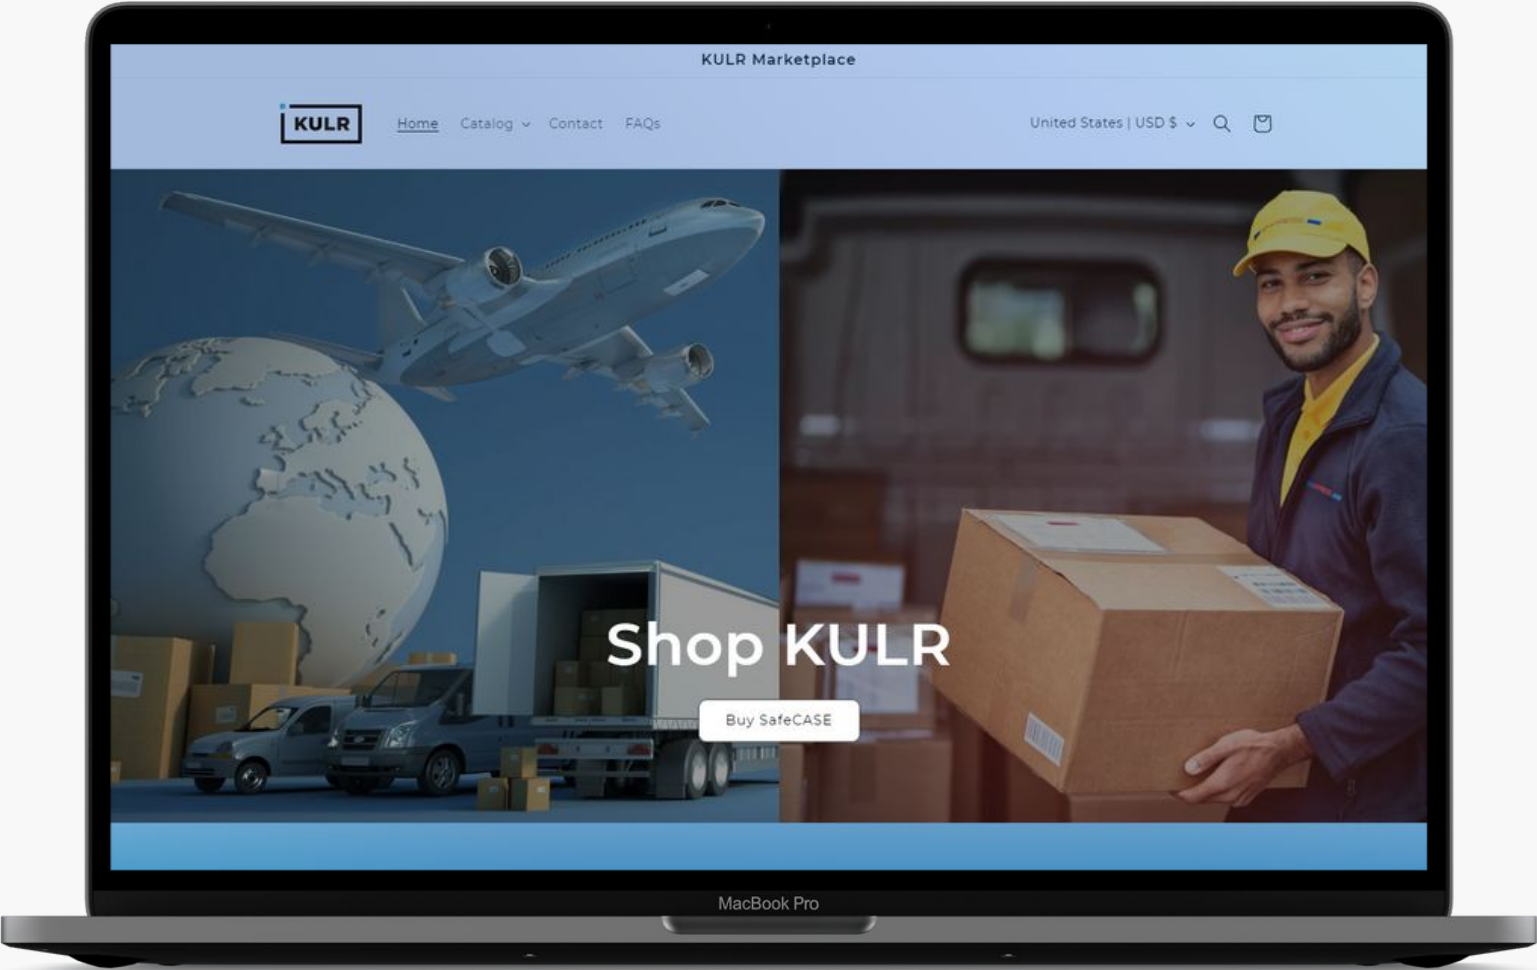 KULR Marketplace
KULR
Home Catalog Contact FAQs
United States | USD $
Shop KULR
Buy SafeCASE
MacBook Pro